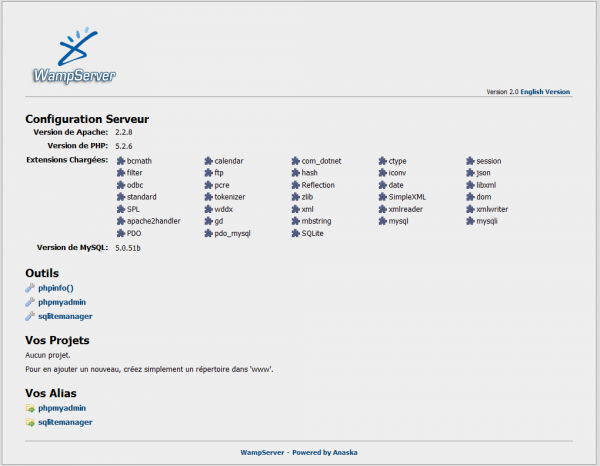 WampServer
Version 2.0 English Version
Configuration Serveur
Version de Apache: 2.2.8
Version de PHP: 5.2.6
Extensions Chargées: bcmath calendar com_dotnet ctype session
filter ftp hash iconv json
odbc pcre Reflection date libxml
standard tokenizer zlib SimpleXML dom
SPL wddx xml xmlreader xmlwriter
apache2handler gd mbstring mysql mysqli
PDO pdo_mysql SQLite
Version de MySQL: 5.0.51b
Outils
phpinfo()
phpmyadmin
sqlitemanager
Vos Projets
Aucun projet.
Pour en ajouter un nouveau, créez simplement un répertoire dans 'www'.
Vos Alias
phpmyadmin
sqlitemanager
WampServer - Powered by Anaska